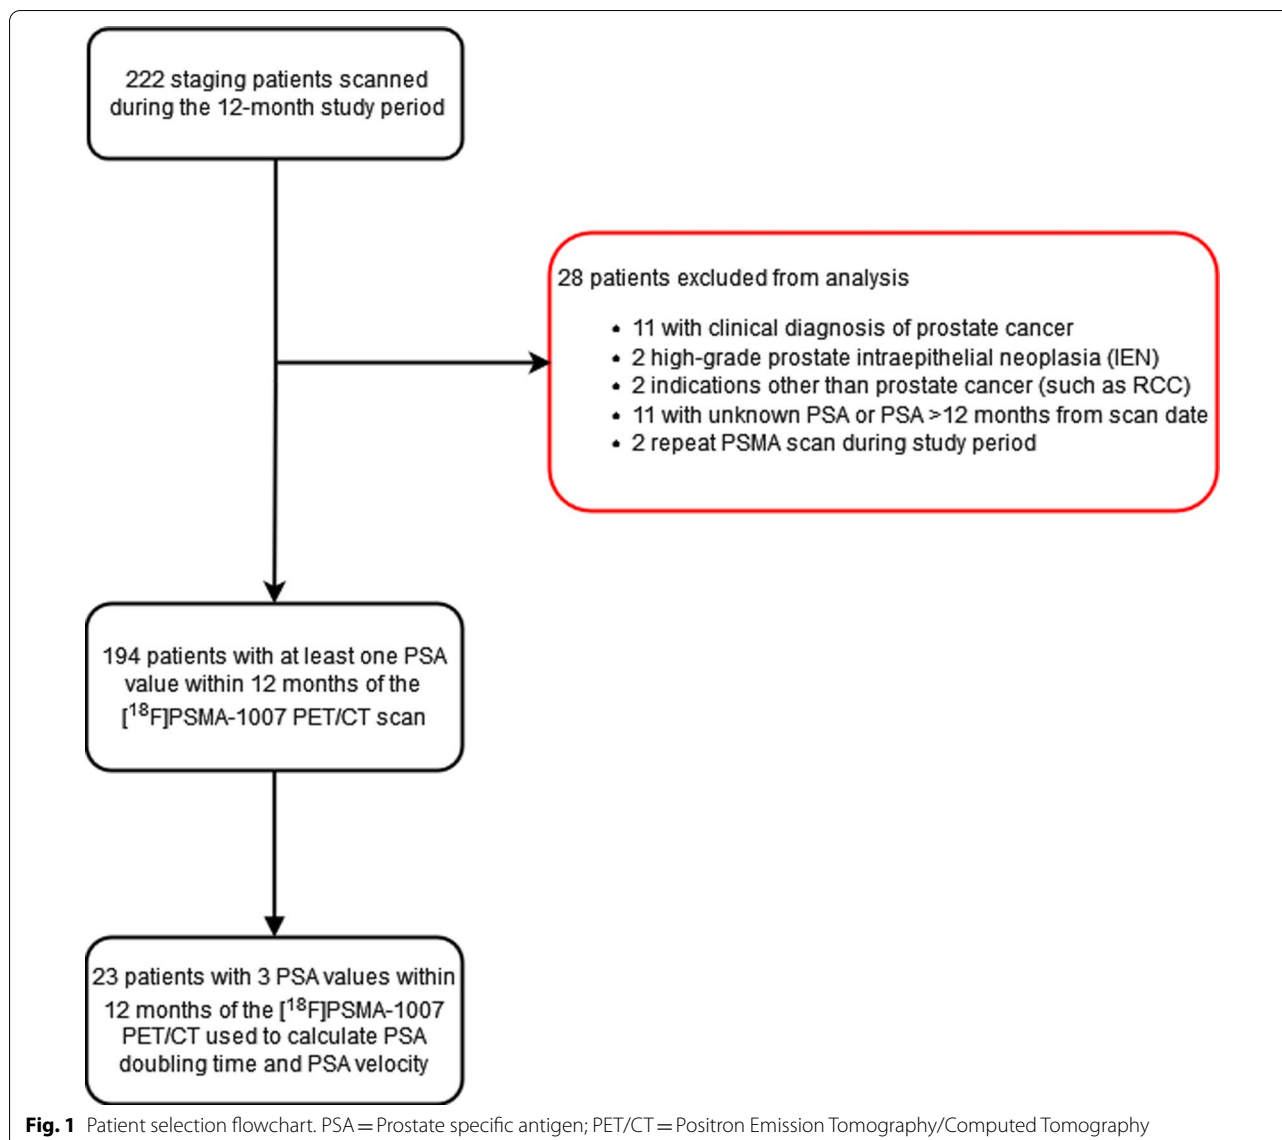 222 staging patients scanned
during the 12-month study period
28 patients excluded from analysis
• 11 with clinical diagnosis of prostate cancer
• 2 high-grade prostate intraepithelial neoplasia (IEN)
• 2 indications other than prostate cancer (such as RCC)
• 11 with unknown PSA or PSA >12 months from scan date
• 2 repeat PSMA scan during study period
194 patients with at least one PSA
value within 12 months of the
[¹⁸F]PSMA-1007 PET/CT scan
23 patients with 3 PSA values within
12 months of the [¹⁸F]PSMA-1007
PET/CT used to calculate PSA
doubling time and PSA velocity
Fig. 1 Patient selection flowchart. PSA = Prostate specific antigen; PET/CT = Positron Emission Tomography/Computed Tomography